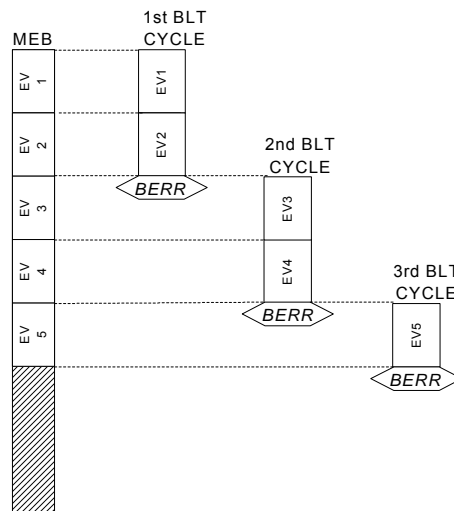 1st BLT
CYCLE
MEB
EV 1
EV1
EV 2
EV2
2nd BLT
CYCLE
BERR
EV 3
EV3
EV 4
EV4
3rd BLT
CYCLE
BERR
EV 5
EV5
BERR